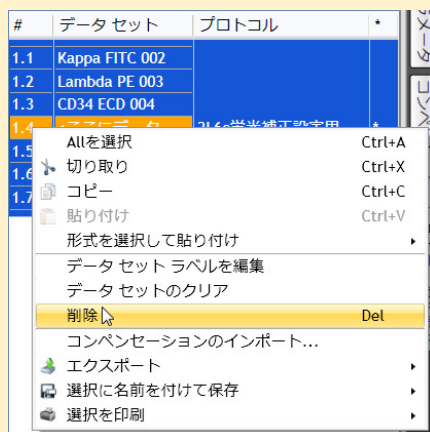 # データ セット プロトコル *
1.1 Kappa FITC 002
1.2 Lambda PE 003
1.3 CD34 ECD 004
1.4
1.5
1.6
1.7
Allを選択 Ctrl+A
切り取り Ctrl+X
コピー Ctrl+C
貼り付け Ctrl+V
形式を選択して貼り付け
データ セット ラベルを編集
データ セットのクリア
削除 Del
コンペンセーションのインポート...
エクスポート
選択に名前を付けて保存
選択を印刷